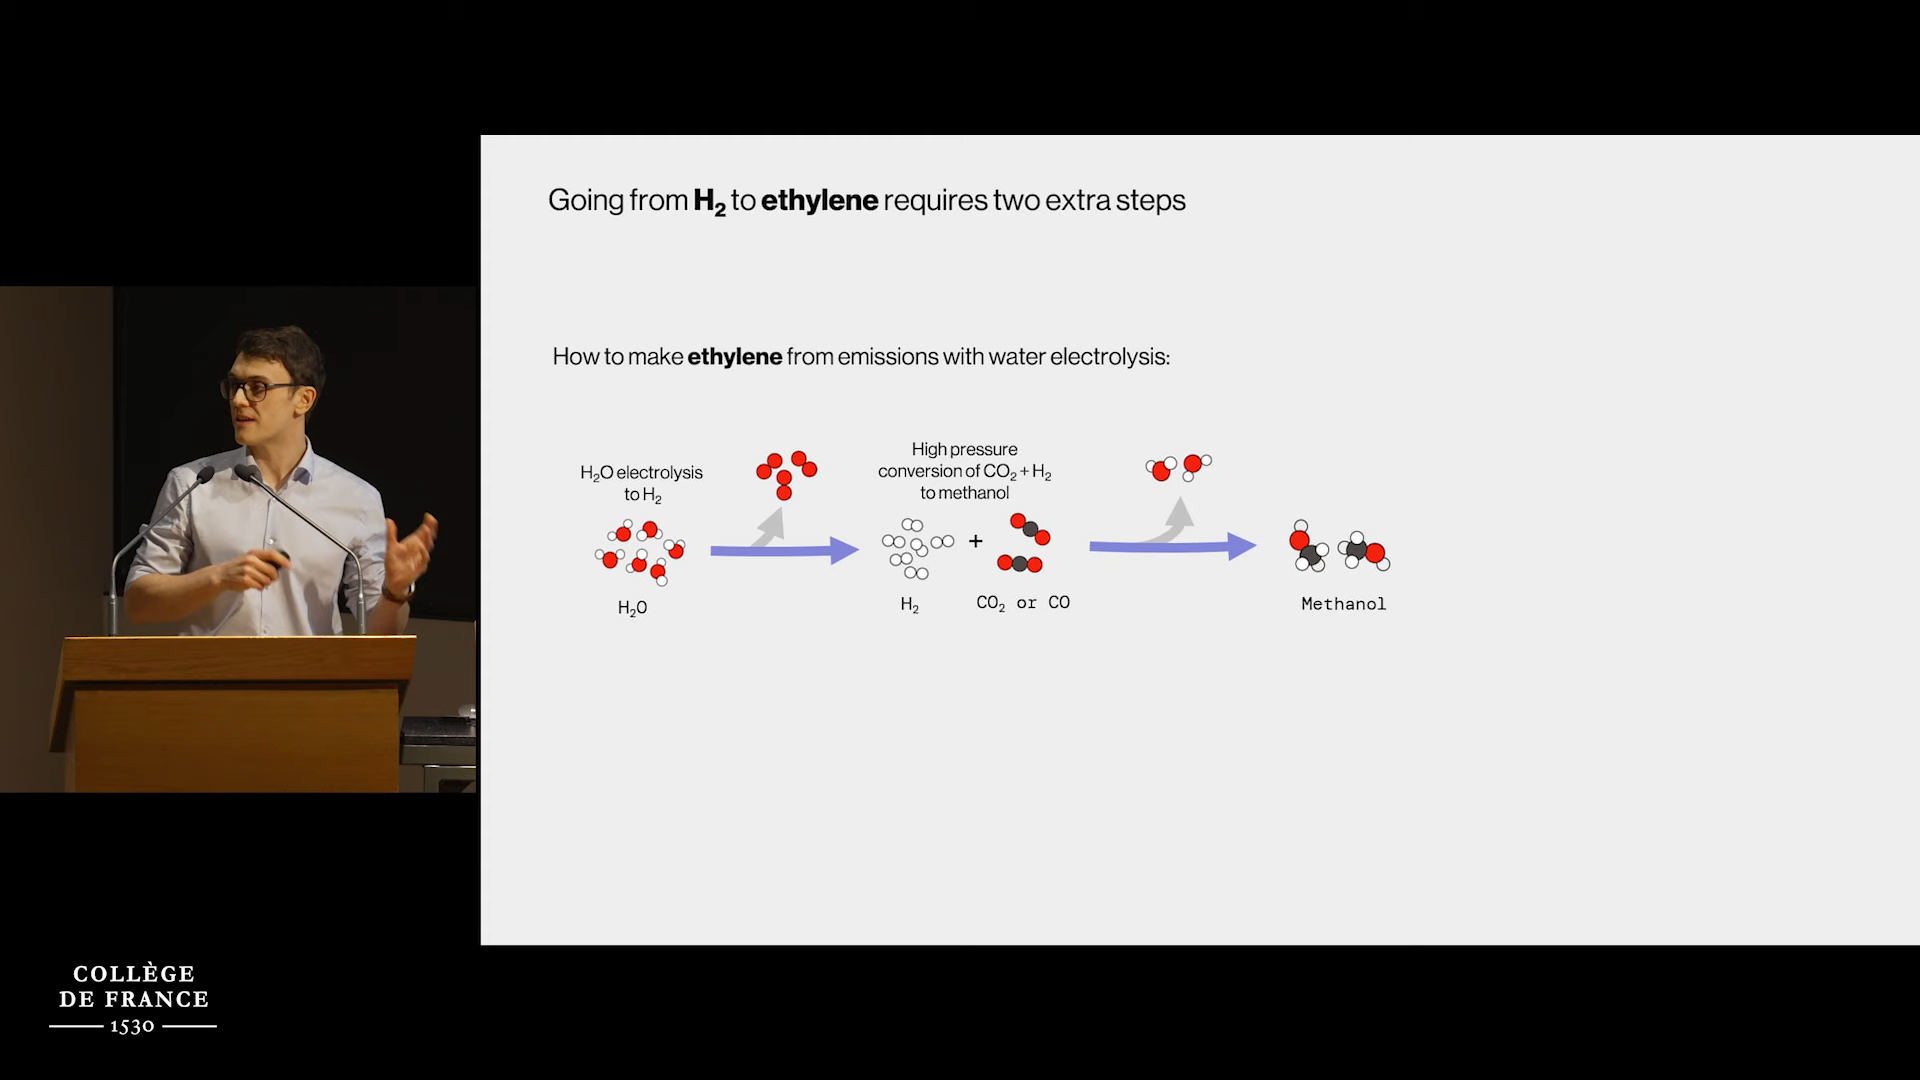 Going from H₂ to ethylene requires two extra steps
How to make ethylene from emissions with water electrolysis:
H₂O electrolysis
to H₂
High pressure
conversion of CO₂ + H₂
to methanol
+
H₂O
H₂
CO₂ or CO
Methanol
COLLÈGE
DE FRANCE
1530